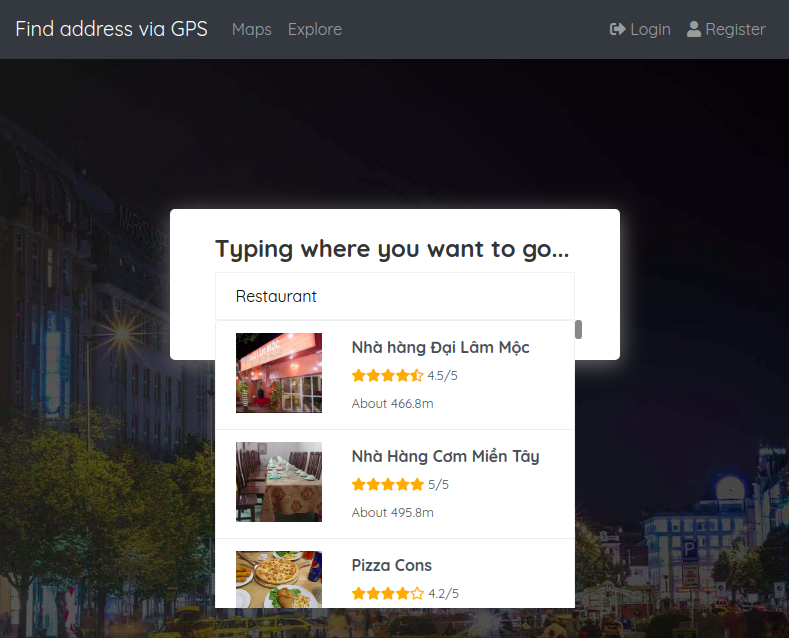 Find address via GPS Maps Explore Login Register
Typing where you want to go...
Restaurant
Nhà hàng Đại Lâm Mộc
4.5/5
About 466.8m
Nhà Hàng Cơm Miền Tây
5/5
About 495.8m
Pizza Cons
4.2/5